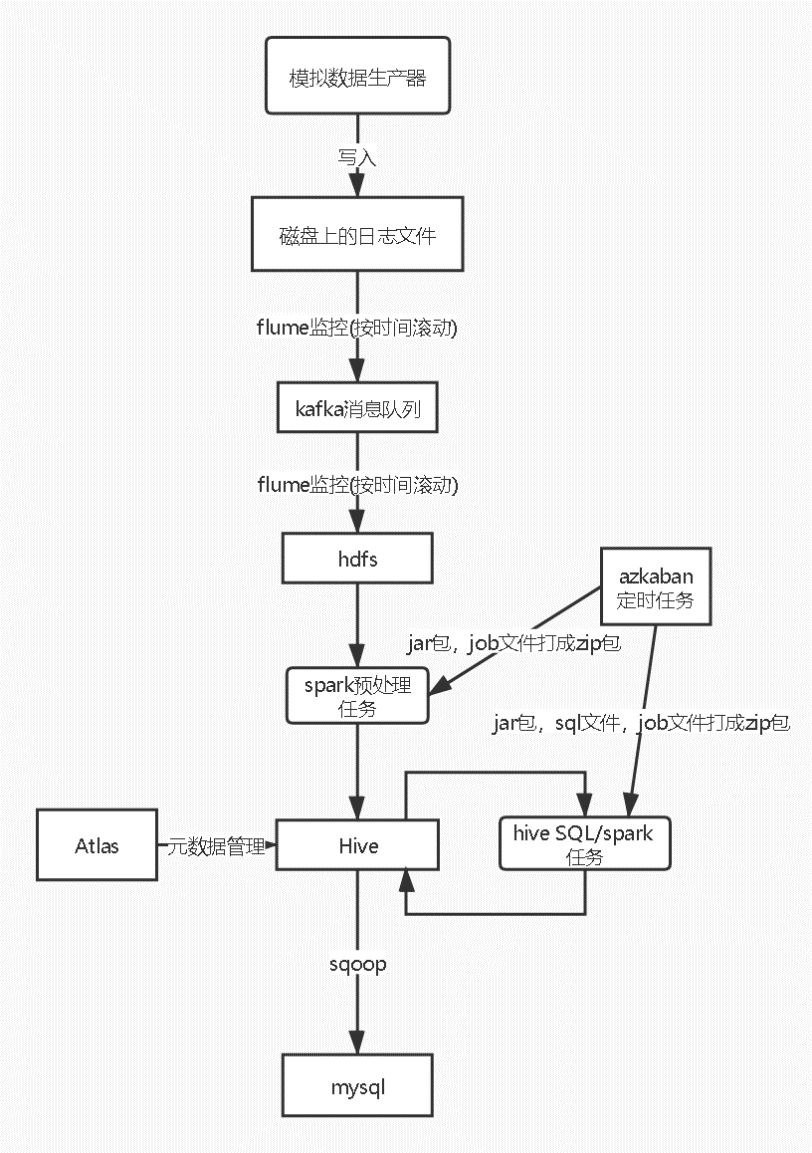 模拟数据生产器
写入
磁盘上的日志文件
flume监控(按时间滚动)
kafka消息队列
flume监控(按时间滚动)
hdfs
azkaban
定时任务
jar包，job文件打成zip包
spark预处理
任务
jar包，sql文件，job文件打成zip包
Atlas
元数据管理
Hive
hive SQL/spark
任务
sqoop
mysql